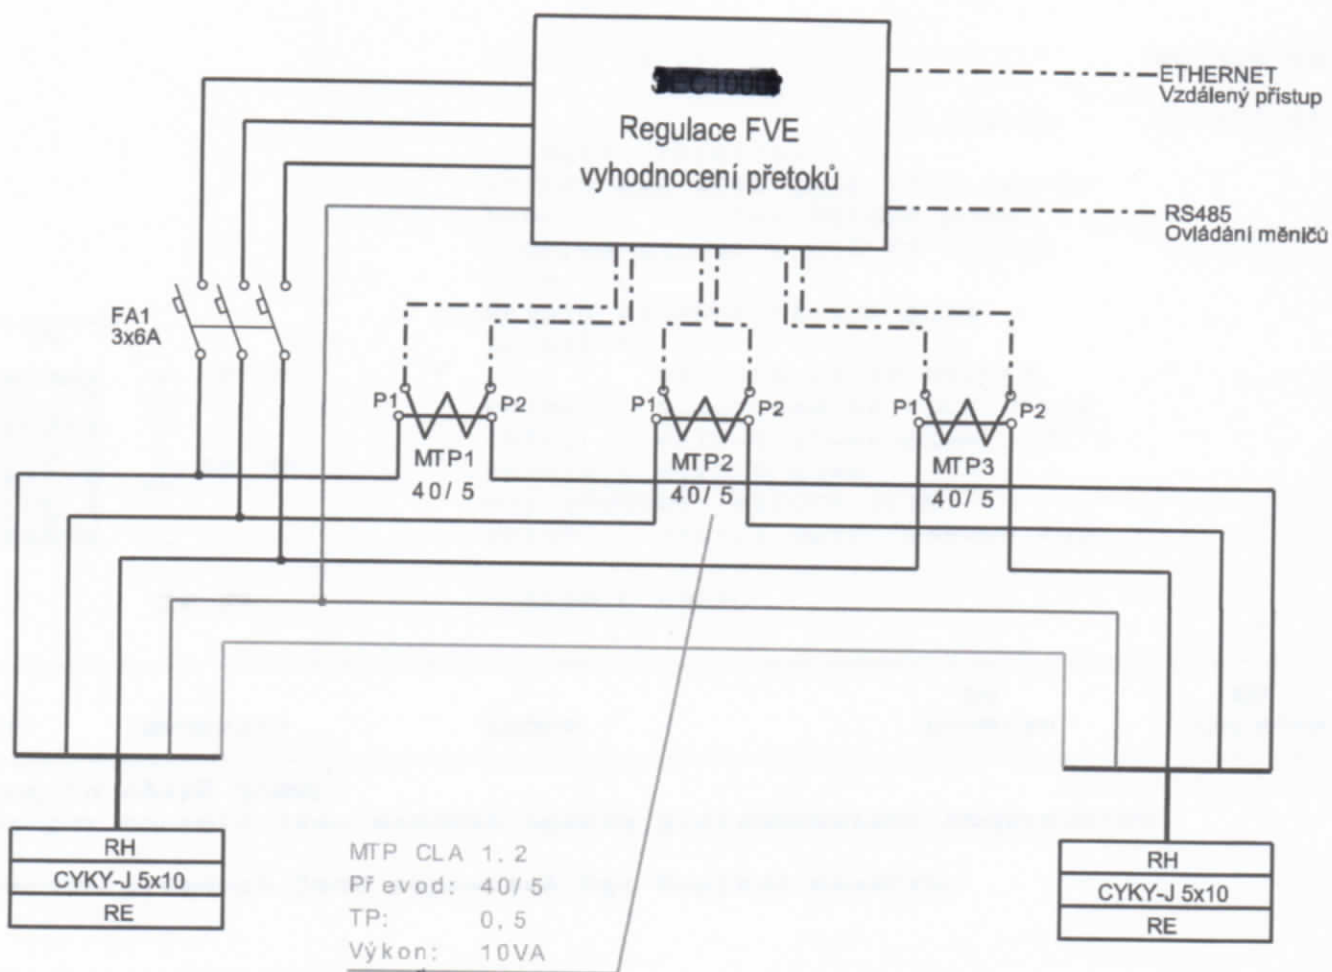 ETHERNET
Vzdálený přístup
Regulace FVE
vyhodnocení přetoků
RS485
Ovládání měničů
FA1
3x6A
P1
P2
MTP1
40/5
P1
P2
MTP2
40/5
P1
P2
MTP3
40/5
RH
CYKY-J 5x10
RE
MTP CLA 1.2
Převod: 40/5
TP: 0,5
Výkon: 10VA
RH
CYKY-J 5x10
RE